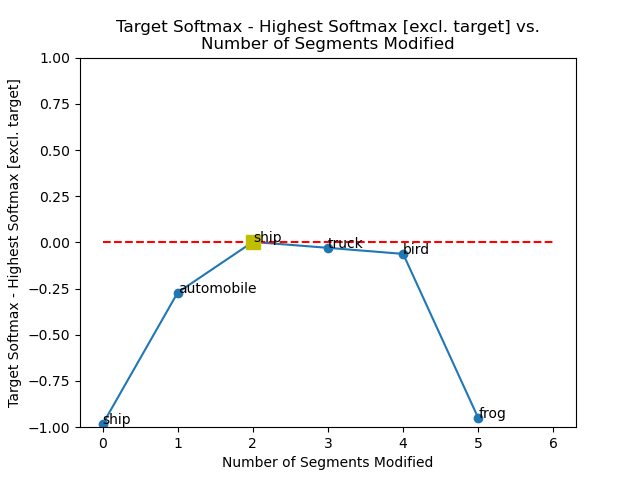 Target Softmax - Highest Softmax [excl. target] vs.
Number of Segments Modified
Target Softmax - Highest Softmax [excl. target]
1.00
0.75
0.50
0.25
0.00
−0.25
−0.50
−0.75
−1.00
ship
automobile
ship
truck
bird
frog
0 1 2 3 4 5 6
Number of Segments Modified